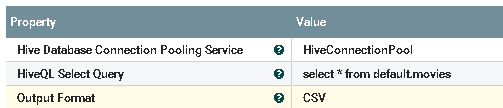 Property Value
Hive Database Connection Pooling Service ? HiveConnectionPool
HiveQL Select Query ? select * from default.movies
Output Format ? CSV